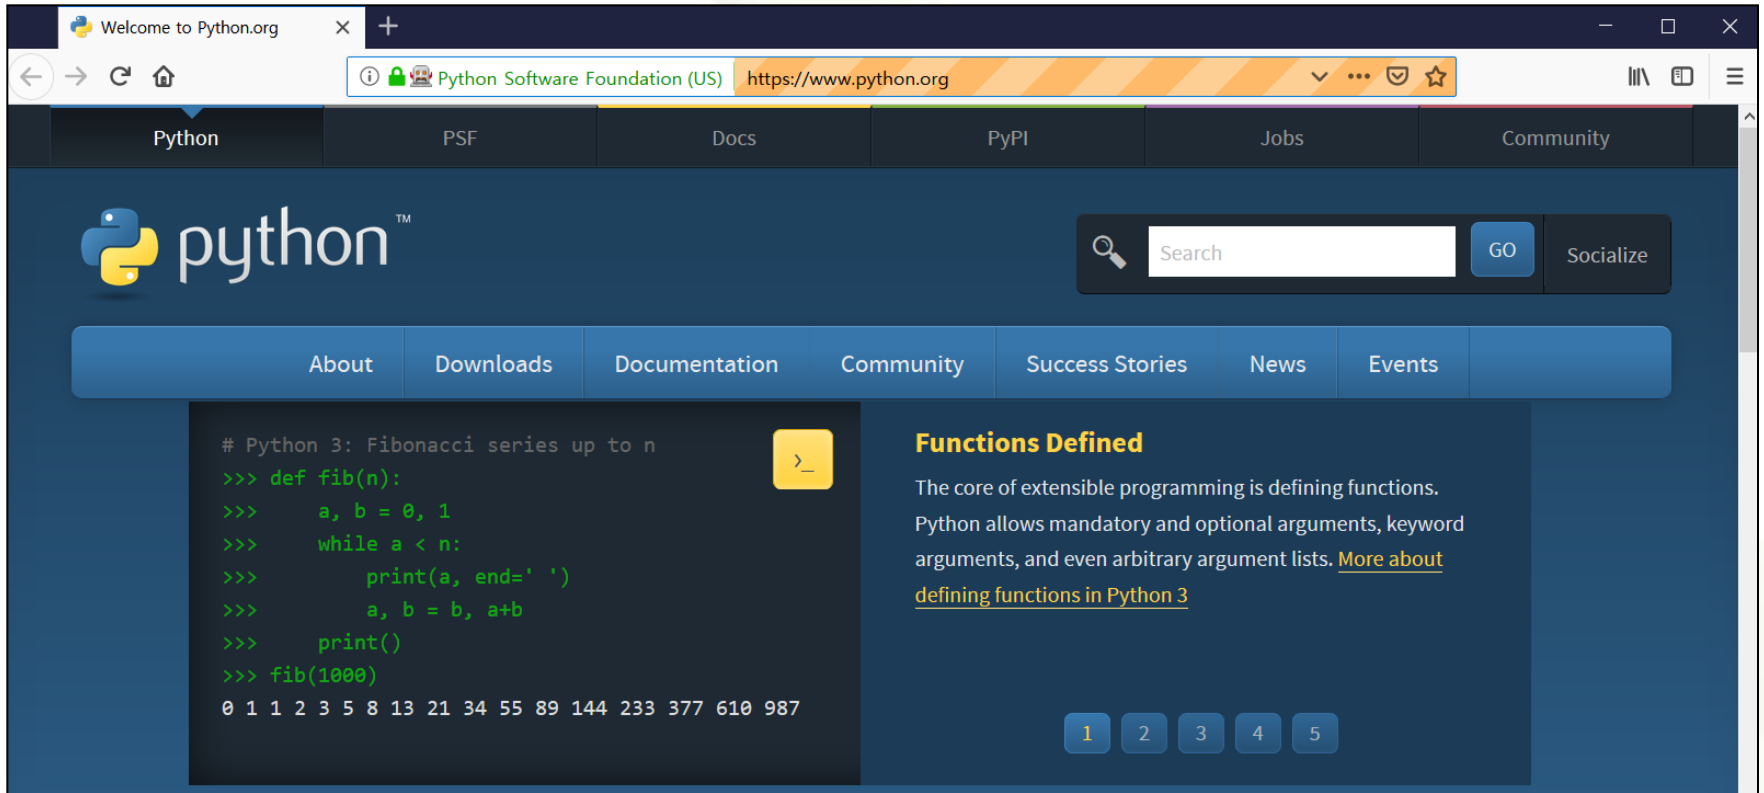 Welcome to Python.org
Python Software Foundation (US) https://www.python.org
Python PSF Docs PyPI Jobs Community
python™
Search GO Socialize
About Downloads Documentation Community Success Stories News Events
# Python 3: Fibonacci series up to n
>>> def fib(n):
>>>     a, b = 0, 1
>>>     while a < n:
>>>         print(a, end=' ')
>>>         a, b = b, a+b
>>>     print()
>>> fib(1000)
0 1 1 2 3 5 8 13 21 34 55 89 144 233 377 610 987
>_
Functions Defined
The core of extensible programming is defining functions.
Python allows mandatory and optional arguments, keyword
arguments, and even arbitrary argument lists. More about
defining functions in Python 3
1 2 3 4 5